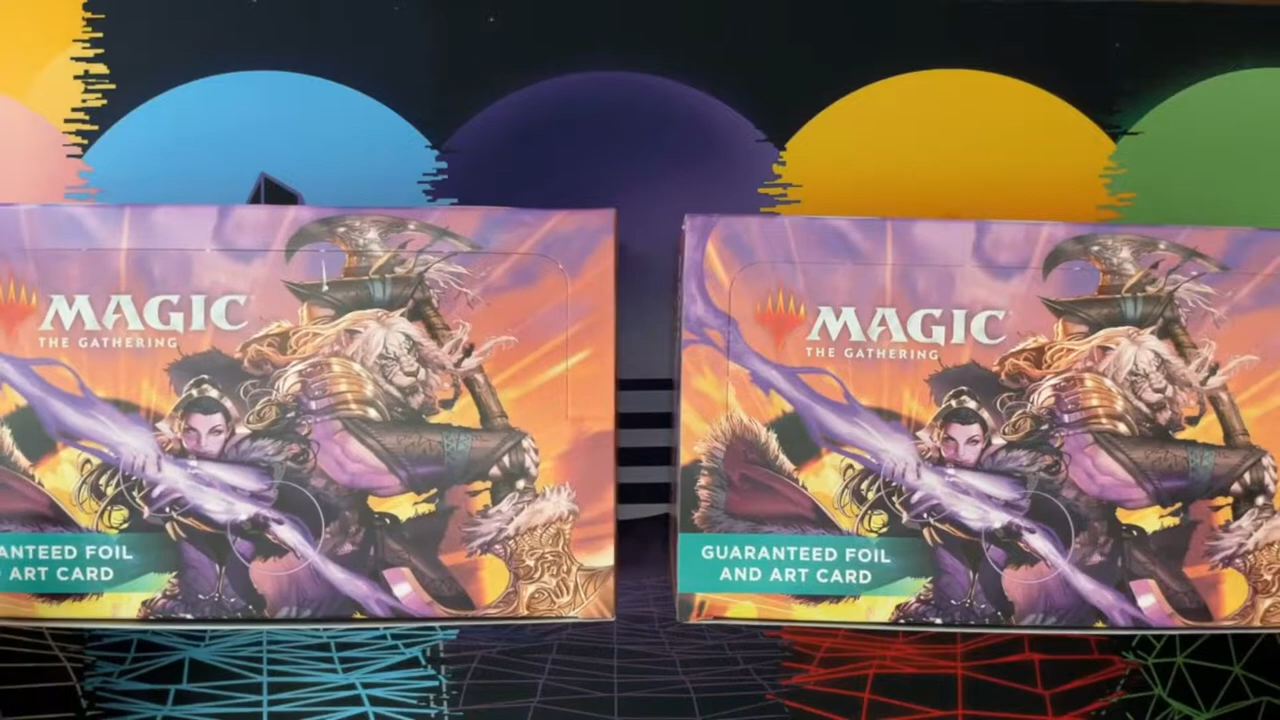 MAGIC
THE GATHERING
ANTEED FOIL
ART CARD
MAGIC
THE GATHERING
GUARANTEED FOIL
AND ART CARD